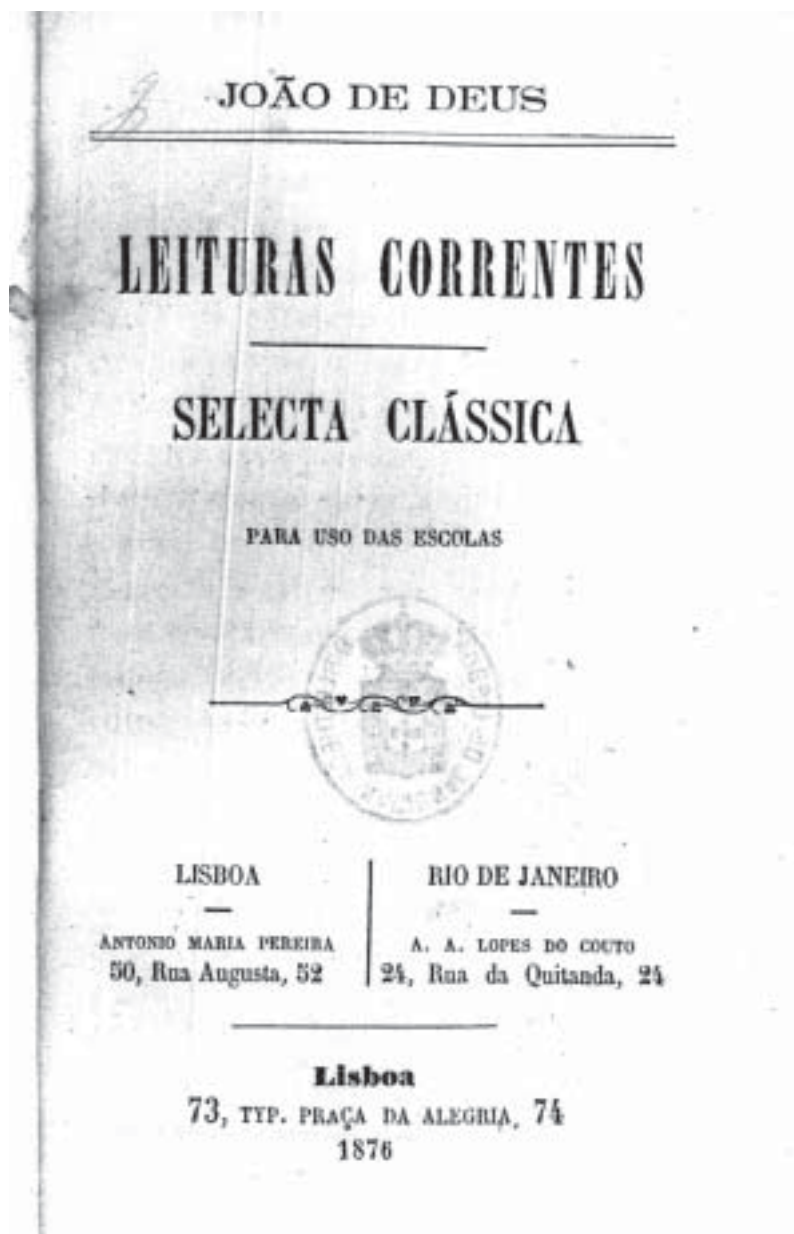 JOÃO DE DEUS
LEITURAS CORRENTES
SELECTA CLÁSSICA
PARA USO DAS ESCOLAS
LISBOA
ANTONIO MARIA PEREIRA
50, Rua Augusta, 52
RIO DE JANEIRO
A. A. LOPES DO COUTO
24, Rua da Quitanda, 24
Lisboa
73, TYP. PRAÇA DA ALEGRIA, 74
1876